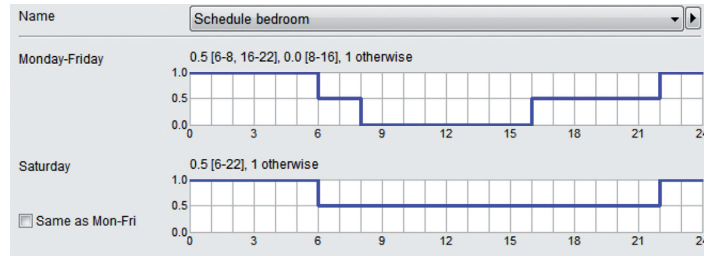 Name
Schedule bedroom
Monday-Friday
0.5 [6-8, 16-22], 0.0 [8-16], 1 otherwise
1.0
0.5
0.0
0 3 6 9 12 15 18 21 24
Saturday
0.5 [6-22], 1 otherwise
1.0
0.5
Same as Mon-Fri
0.0
0 3 6 9 12 15 18 21